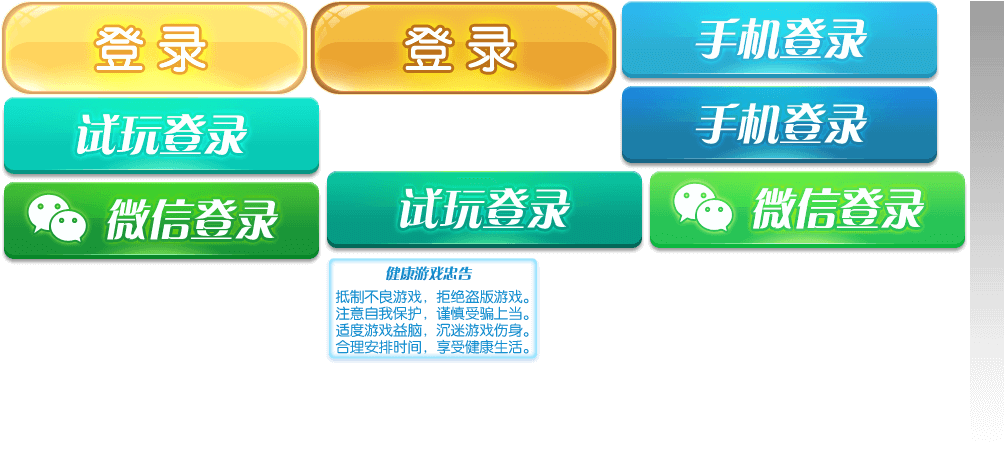 登录
登录
手机登录
试玩登录
手机登录
微信登录
试玩登录
微信登录
健康游戏忠告
抵制不良游戏，拒绝盗版游戏。
注意自我保护，谨慎受骗上当。
适度游戏益脑，沉迷游戏伤身。
合理安排时间，享受健康生活。